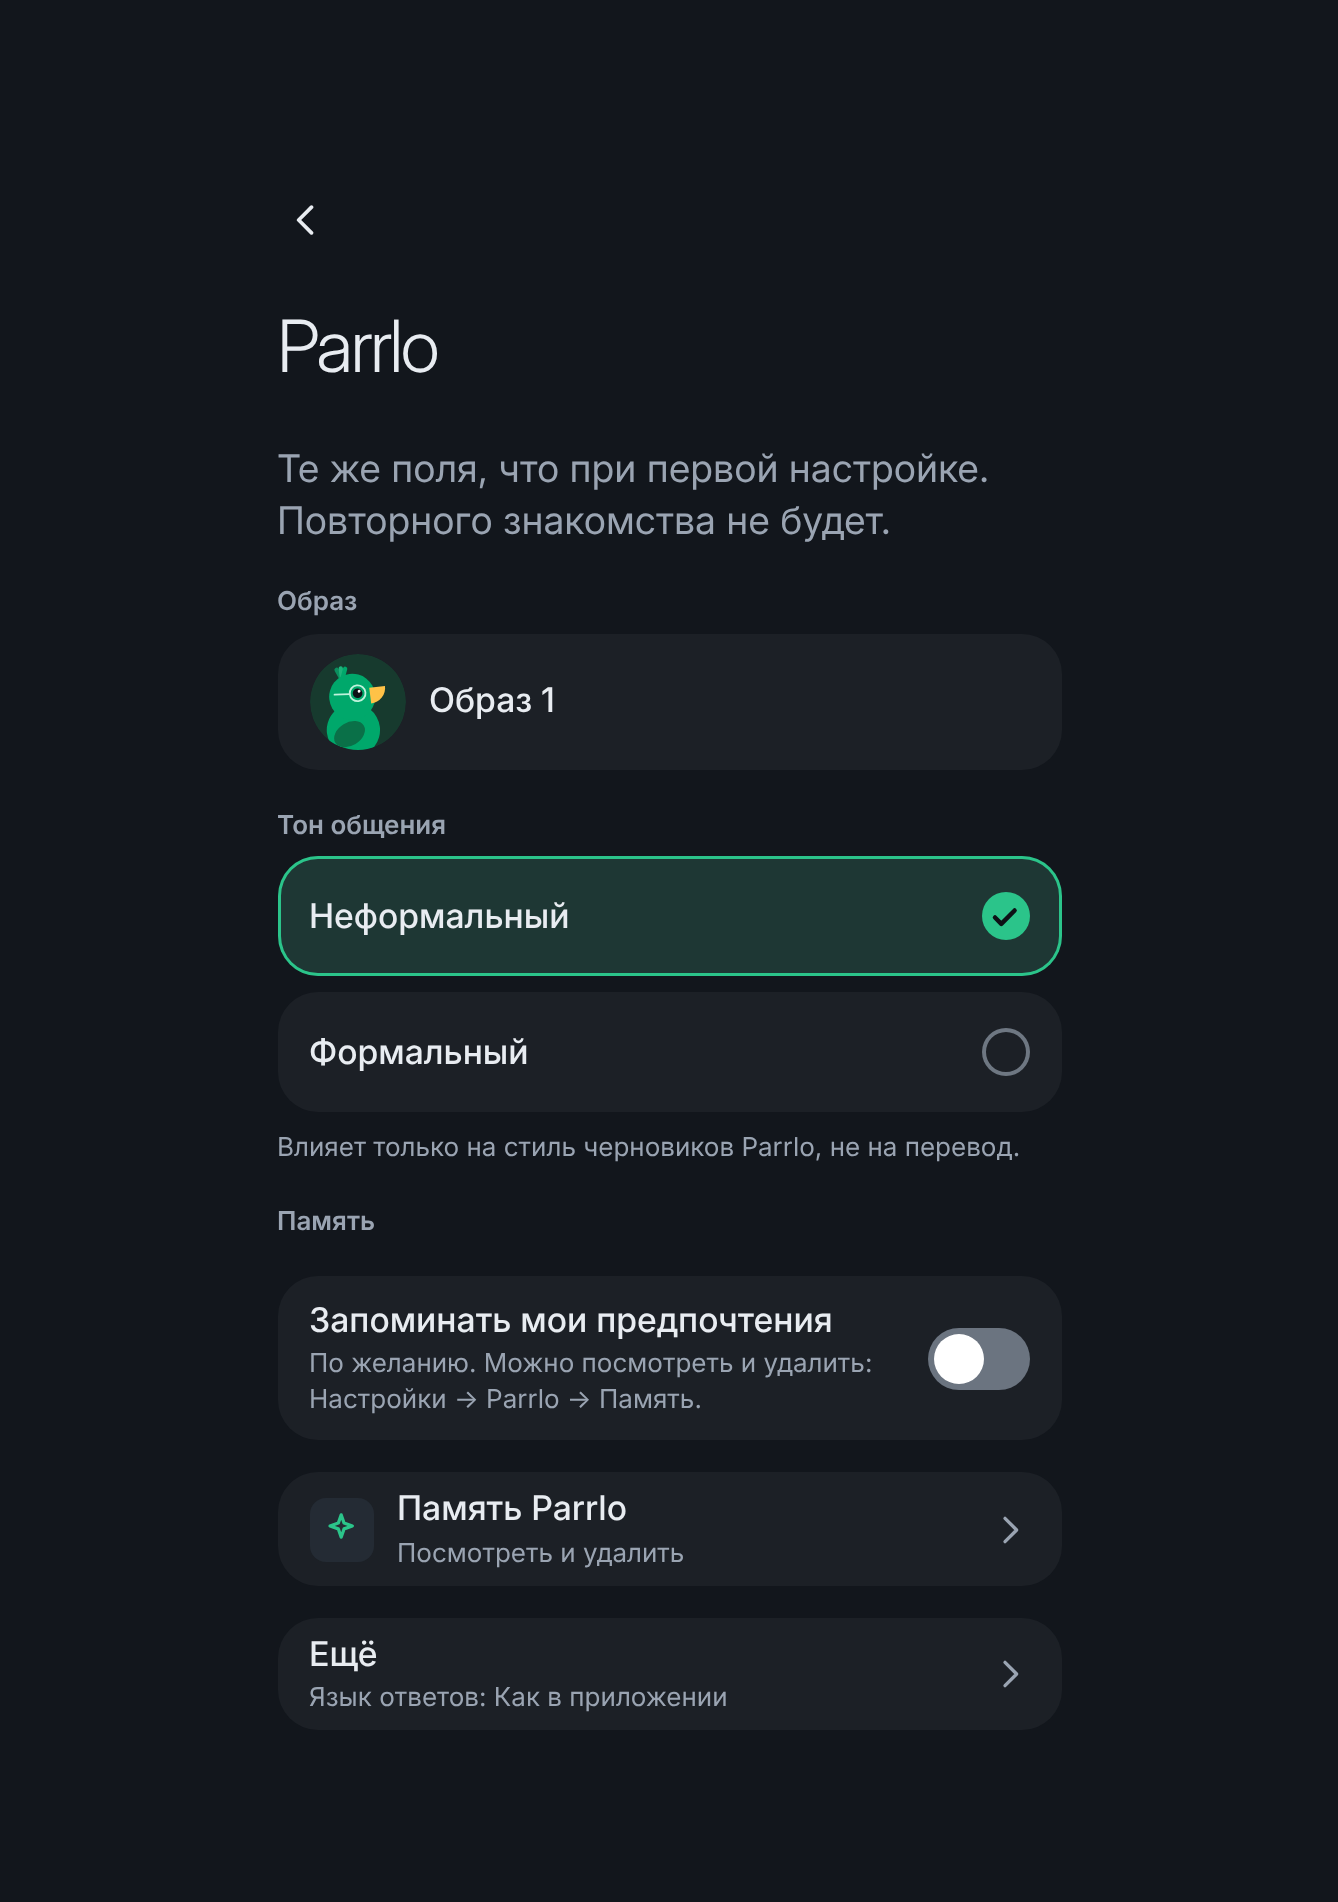 Parrlo
Те же поля, что при первой настройке.
Повторного знакомства не будет.
Образ
Образ 1
Тон общения
Неформальный
Формальный
Влияет только на стиль черновиков Parrlo, не на перевод.
Память
Запоминать мои предпочтения
По желанию. Можно посмотреть и удалить:
Настройки → Parrlo → Память.
Память Parrlo
Посмотреть и удалить
Ещё
Язык ответов: Как в приложении